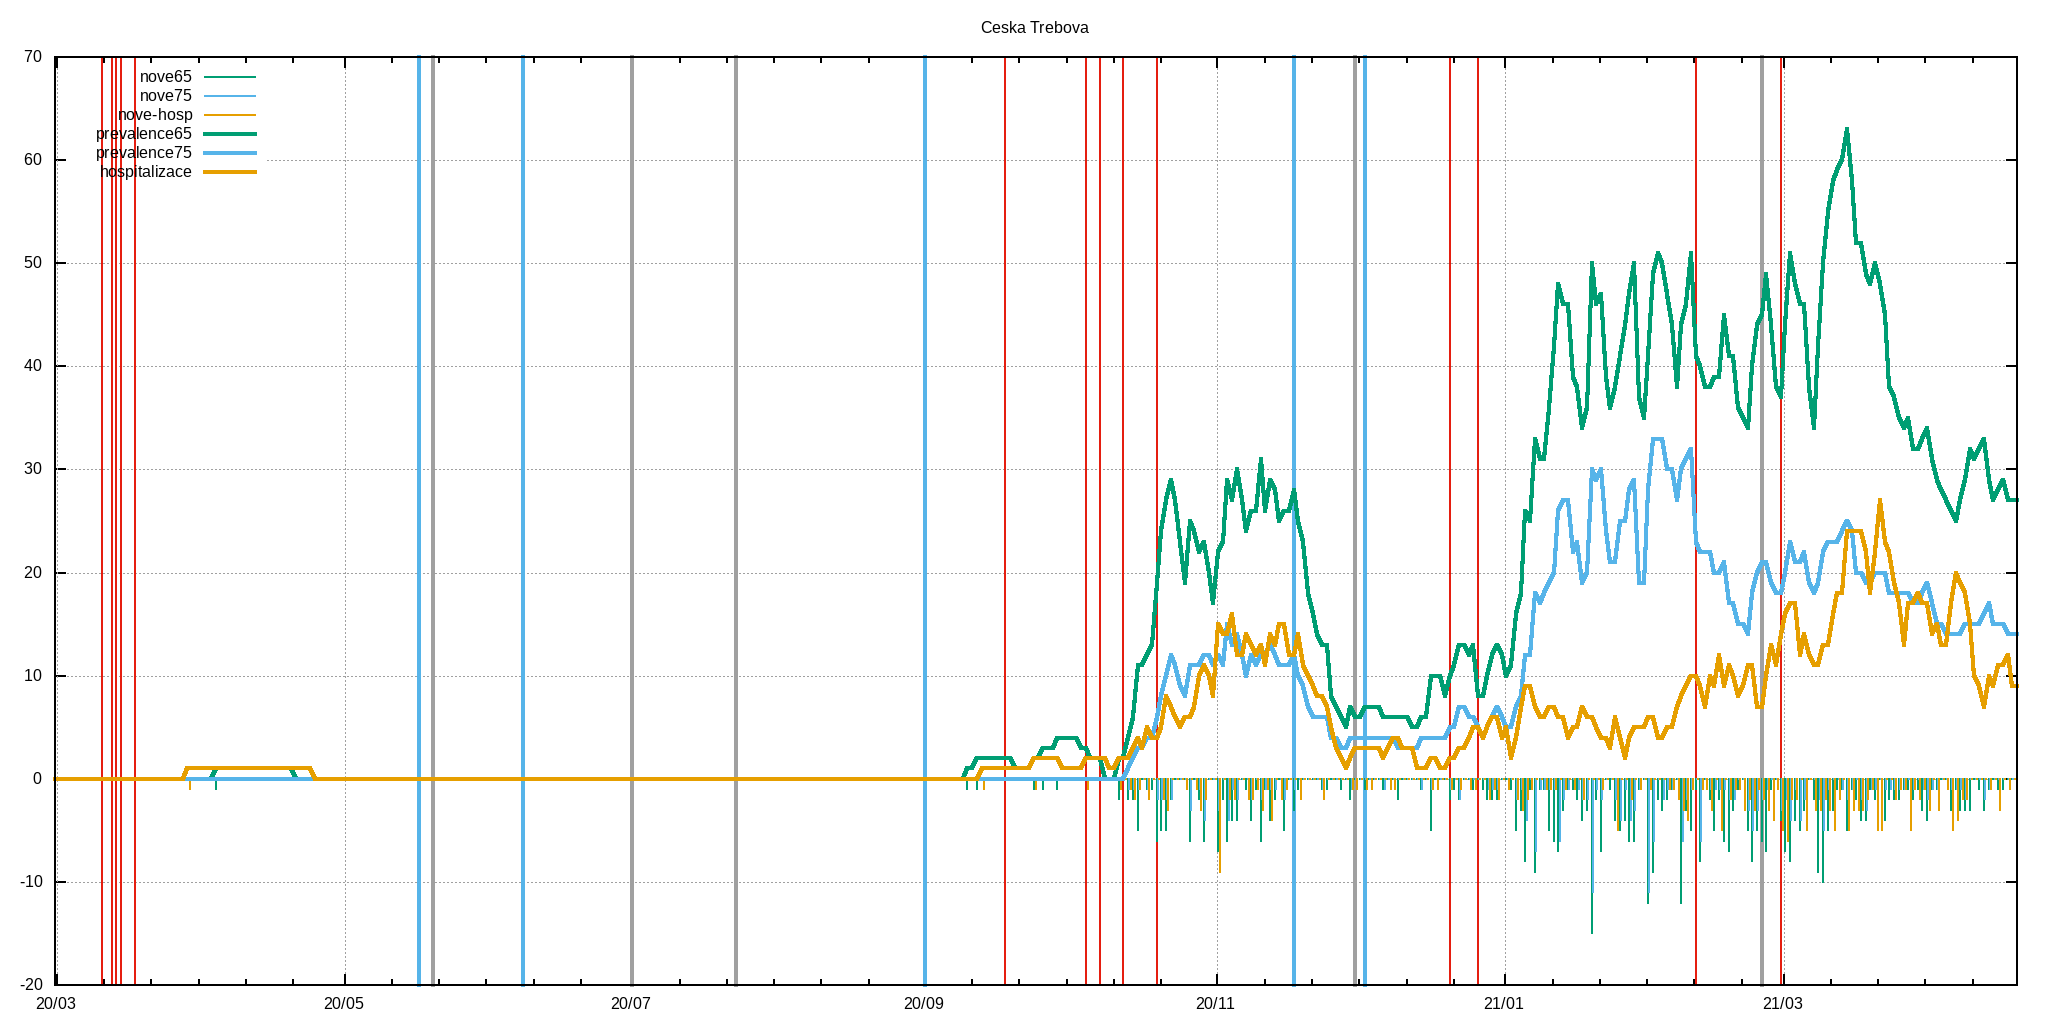 Ceska Trebova
70
60
50
40
30
20
10
0
-10
-20
nove65
nove75
nove-hosp
prevalence65
prevalence75
hospitalizace
20/03 20/05 20/07 20/09 20/11 21/01 21/03